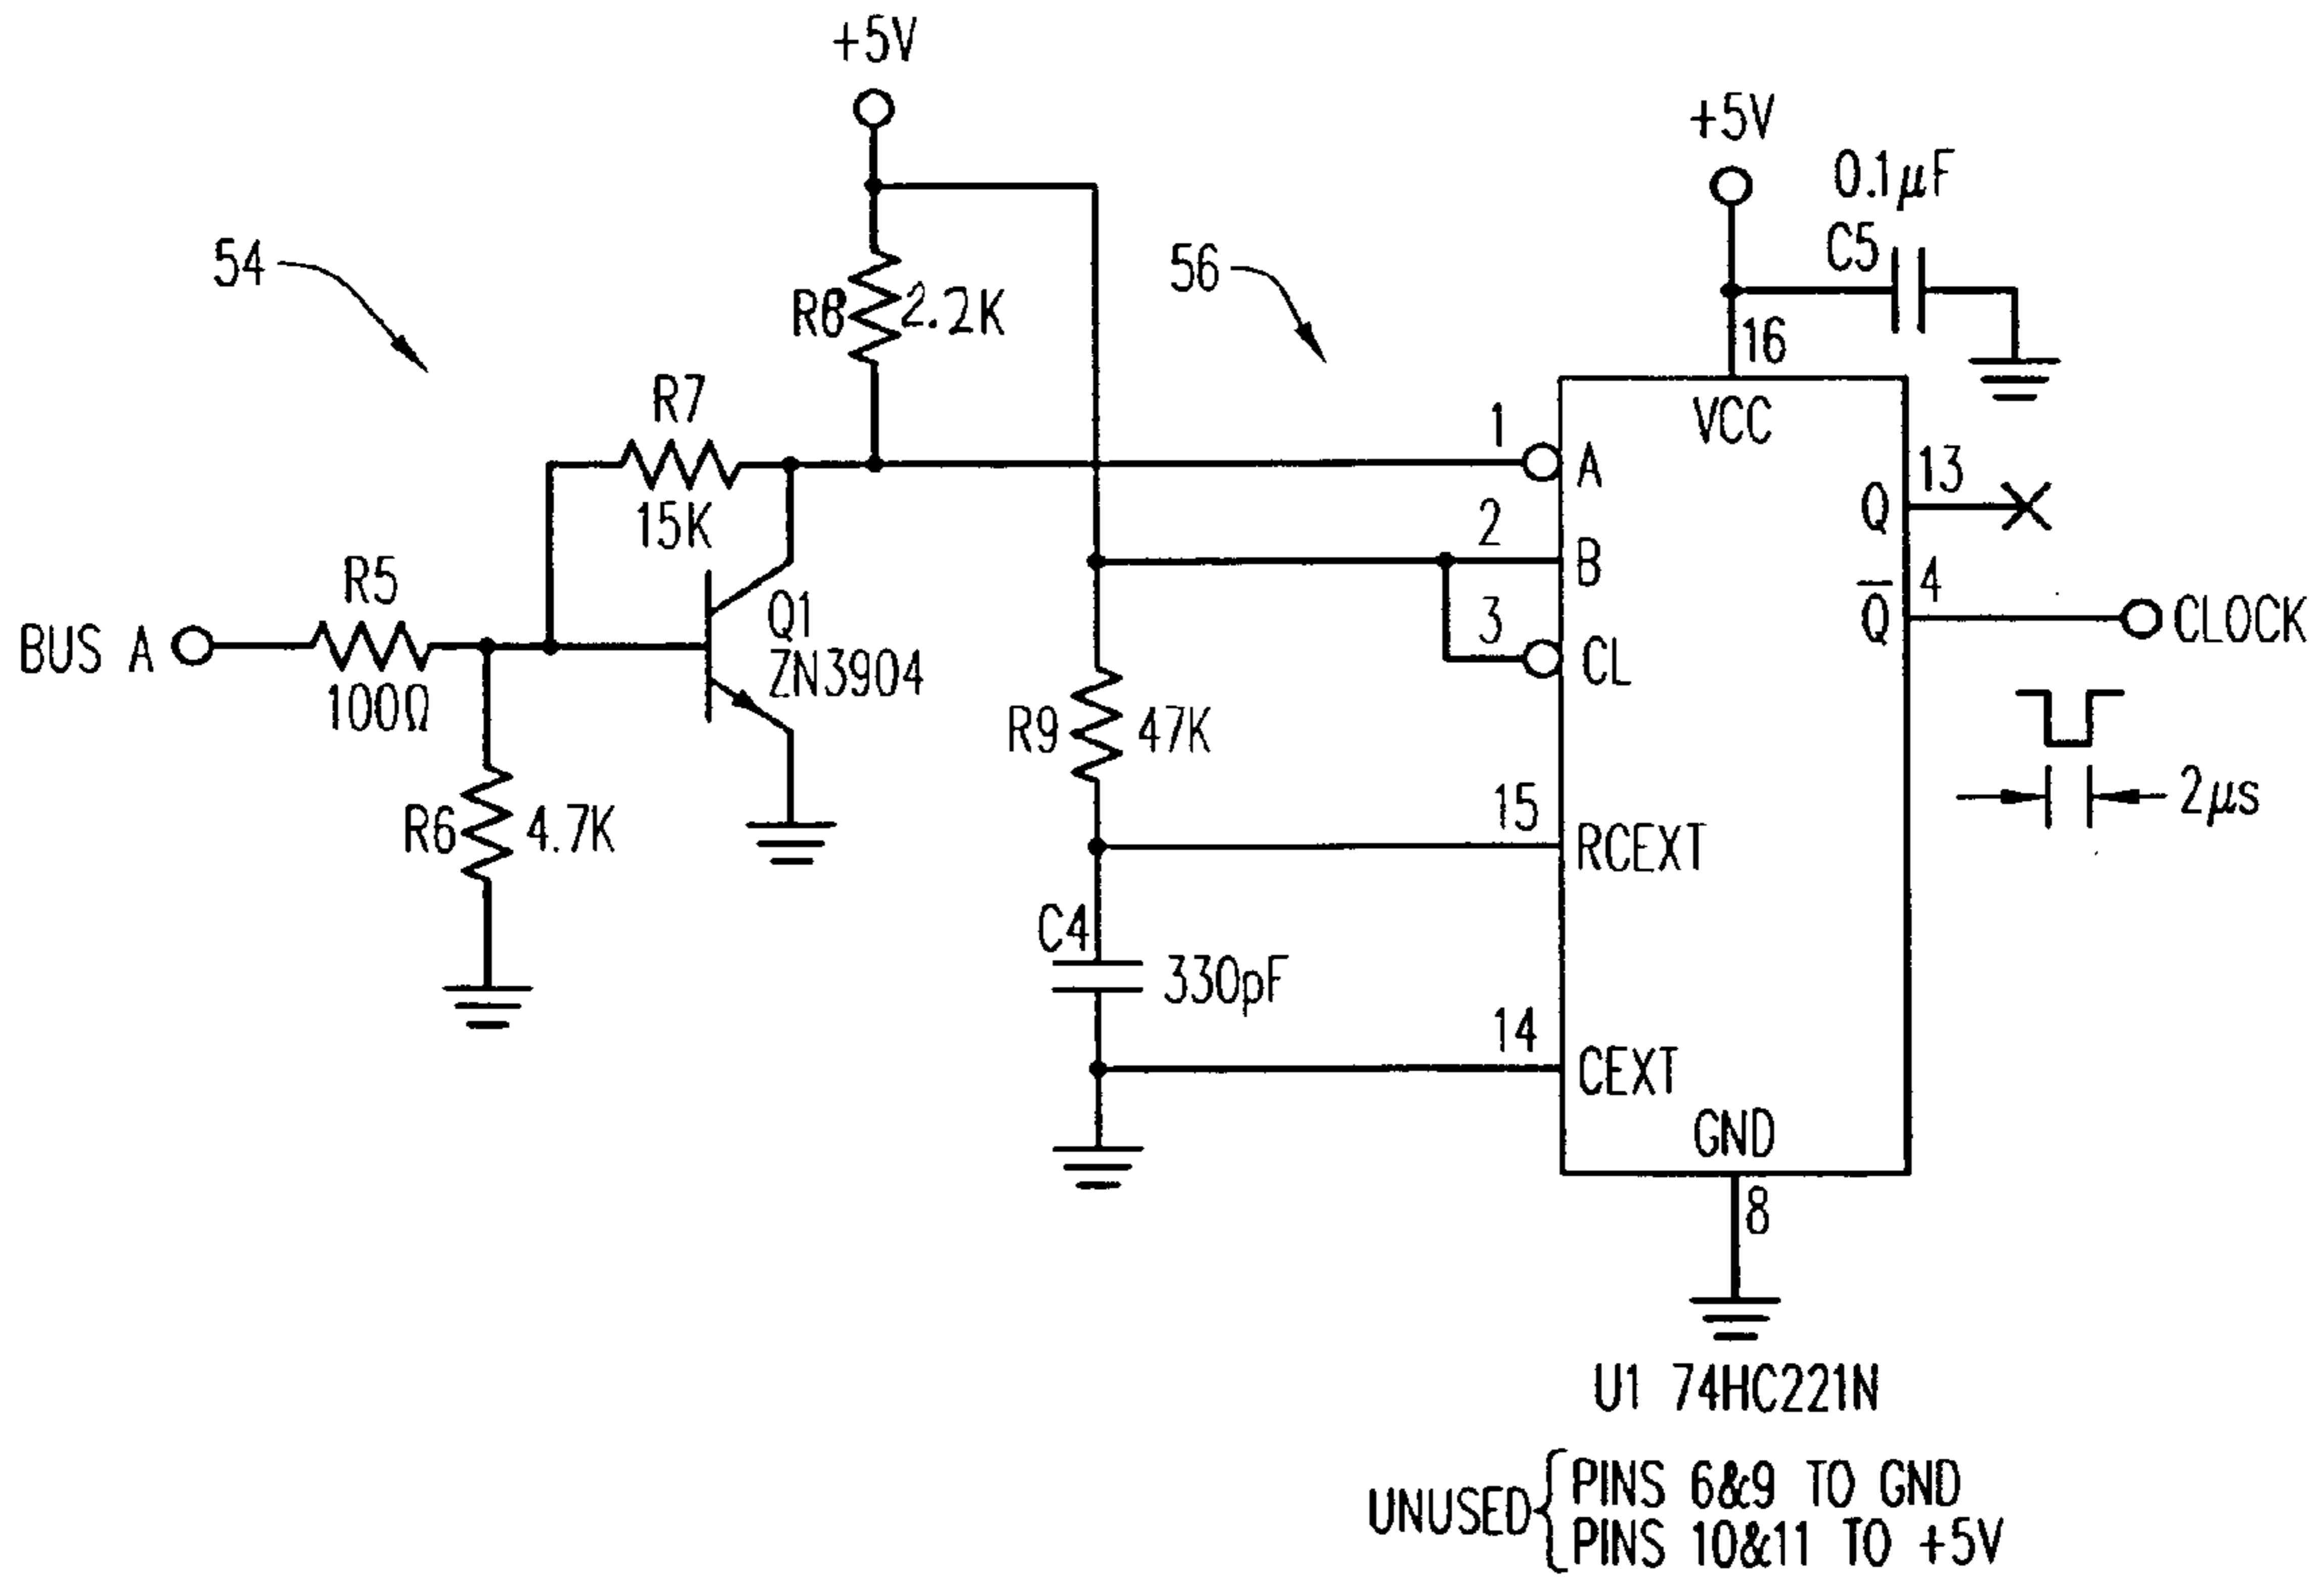 +5V
+5V
0.1µF
C5
54
56
R8
2.2K
16
R7
1
VCC
A
13
15K
2
Q
R5
B
Q̅
4
BUS A
Q1
3
CLOCK
ZN3904
CL
100Ω
R9
47K
2µs
R6
4.7K
15
RCEXT
C4
330pF
14
CEXT
GND
8
U1 74HC221N
UNUSED
PINS 6&9 TO GND
PINS 10&11 TO +5V